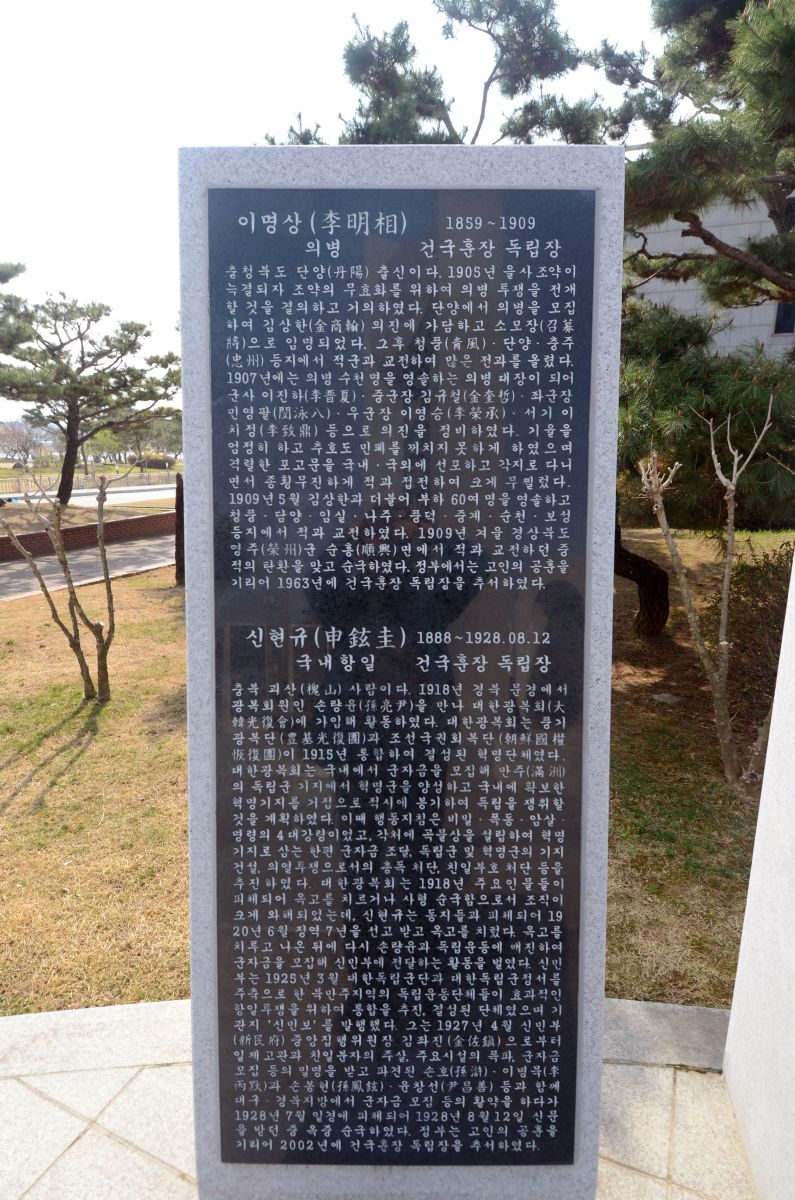 이명상(李明相) 1859~1909
의병 건국훈장 독립장
충청북도 단양(丹陽) 출신이다. 1905년 을사조약이
늑결되자 조약의 무효화를 위하여 의병 투쟁을 전개
할 것을 결의하고 거의하였다. 단양에서 의병을 모집
하여 김상한(金商翰) 의진에 가담하고 소모장(召募
將)으로 임명되었다. 그후 청풍(靑風)·단양·충주
(忠州) 등지에서 적군과 교전하여 많은 전과를 올렸다.
1907년에는 의병 수천명을 영솔하는 의병 대장이 되어
군사 이진하(李晋夏)·중군장 김규철(金奎哲)·좌군장
민영팔(閔泳八)·우군장 이영승(李榮承)·서기 이
치정(李致鼎) 등으로 의진을 정비하였다. 기율을
엄정히 하고 추호도 민폐를 끼치지 못하게 하였으며
격렬한 포고문을 국내·국외에 선포하고 각지로 다니
면서 종횡무진하게 적과 접전하여 크게 무찔렀다.
1909년 5월 김상한과 더불어 부하 60여명을 영솔하고
청풍·담양·임실·나주·풍덕·증계·순천·보성
등지에서 적과 교전하였다. 1909년 겨울 경상북도
영주(榮州)군 순흥(順興)면에서 적과 교전하던 중
적의 탄환을 맞고 순국하였다. 정부에서는 고인의 공훈을
기리어 1963년에 건국훈장 독립장을 추서하였다.
신현규(申鉉圭) 1888~1928.08.12
국내항일 건국훈장 독립장
충북 괴산(槐山) 사람이다. 1918년 경북 문경에서
광복회원인 손량윤(孫亮尹)을 만나 대한광복회(大
韓光復會)에 가입해 활동하였다. 대한광복회는 풍기
광복단(豊基光復團)과 조선국권회복단(朝鮮國權
恢復團)이 1915년 통합하여 결성된 혁명단체였다.
대한광복회는 국내에서 군자금을 모집해 만주(滿洲)
의 독립군 기지에서 혁명군을 양성하고 국내에 확보한
혁명기지를 거점으로 적시에 봉기하여 독립을 쟁취할
것을 계획하였다. 이때 행동지침은 비밀·폭동·암살·
명령의 4대강령이었고, 각처에 곡물상을 설립하여 혁명
기지로 삼는 한편 군자금 조달, 독립군 및 혁명군의 기지
건설, 의열투쟁으로서의 총독 처단, 친일부호 처단 등을
추진하였다. 대한광복회는 1918년 주요인물들이
피체되어 옥고를 치르거나 사형 순국함으로서 조직이
크게 와해되었는데, 신현규는 동지들과 피체되어 19
20년 6월 징역 7년을 선고 받고 옥고를 치렀다. 옥고를
치루고 나온 뒤에 다시 손량윤과 독립운동에 매진하여
군자금을 모집해 신민부에 전달하는 활동을 벌였다. 신민
부는 1925년 3월 대한독립군단과 대한독립군정서를
주축으로 한 북만주지역의 독립운동단체들이 효과적인
항일투쟁을 위하여 통합을 추진, 결성된 단체였으며 기
관지 '신민보'를 발행했다. 그는 1927년 4월 신민부
(新民府) 중앙집행위원장 김좌진(金佐鎭)으로부터
일제고관과 친일분자의 주살, 주요시설의 폭파, 군자금
모집 등의 밀명을 받고 파견된 손호(孫滸)·이병묵(李
丙默)과 손봉현(孫鳳鉉)·윤창선(尹昌善) 등과 함께
대구·경북지방에서 군자금 모집 등의 활약을 하다가
1928년 7월 일경에 피체되어 1928년 8월 12일 신문
을 받던 중 옥중 순국하였다. 정부는 고인의 공훈을
기리어 2002년에 건국훈장 독립장을 추서하였다.